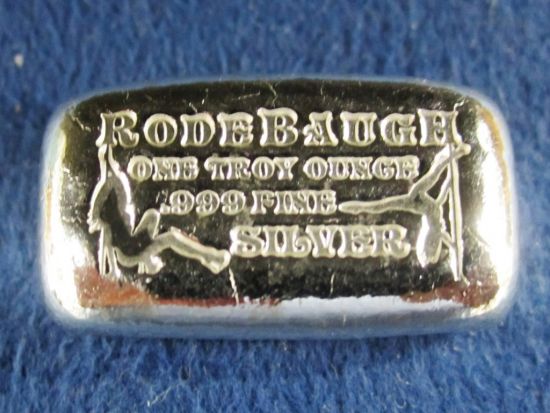 RODEBAUGH
ONE TROY OUNCE
.999 FINE
SILVER